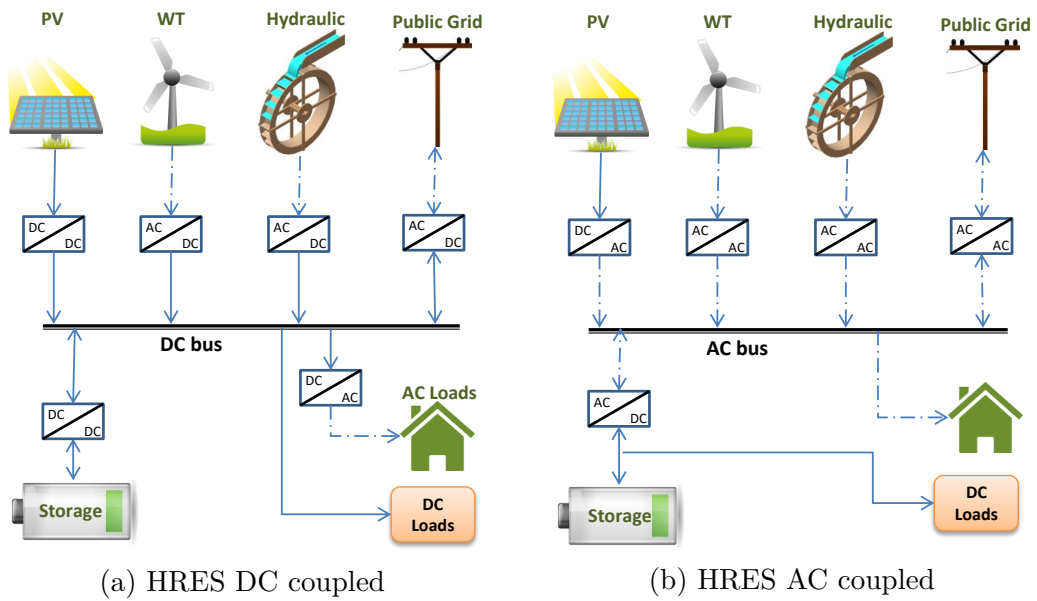 PV
WT
Hydraulic
Public Grid
DC
DC
AC
DC
AC
DC
AC
DC
DC bus
DC
AC
AC Loads
DC
DC
Storage
DC
Loads
(a) HRES DC coupled
PV
WT
Hydraulic
Public Grid
DC
AC
AC
AC
AC
AC
AC
AC
AC bus
AC
DC
Storage
DC
Loads
(b) HRES AC coupled